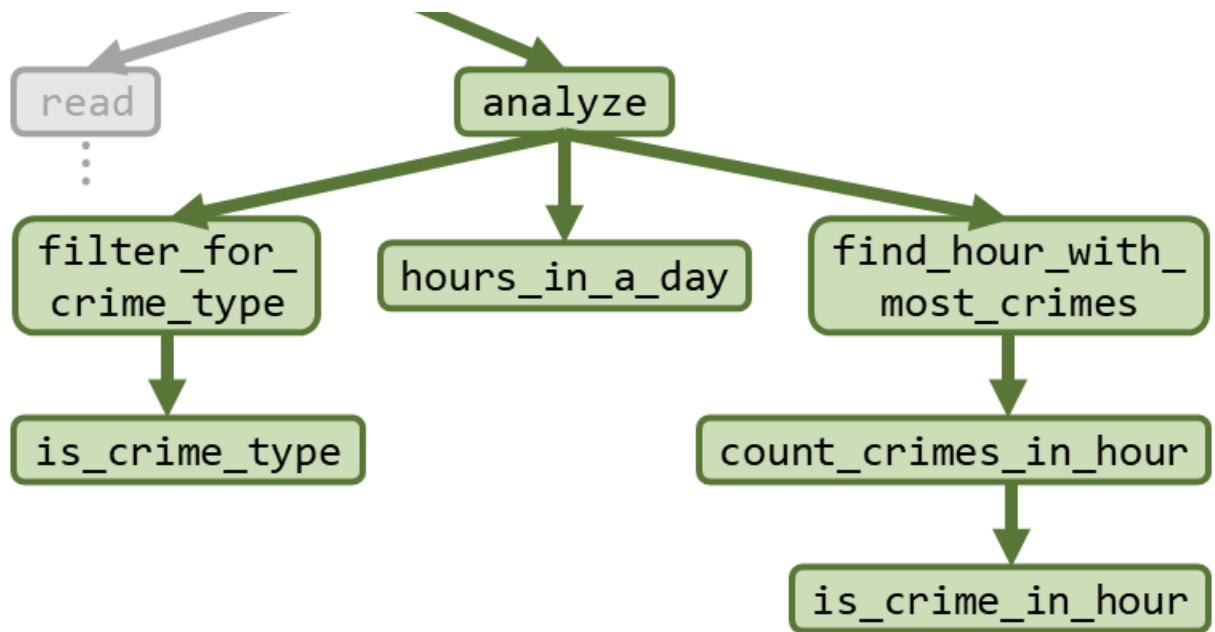 read
analyze
filter_for_
crime_type
hours_in_a_day
find_hour_with_
most_crimes
is_crime_type
count_crimes_in_hour
is_crime_in_hour